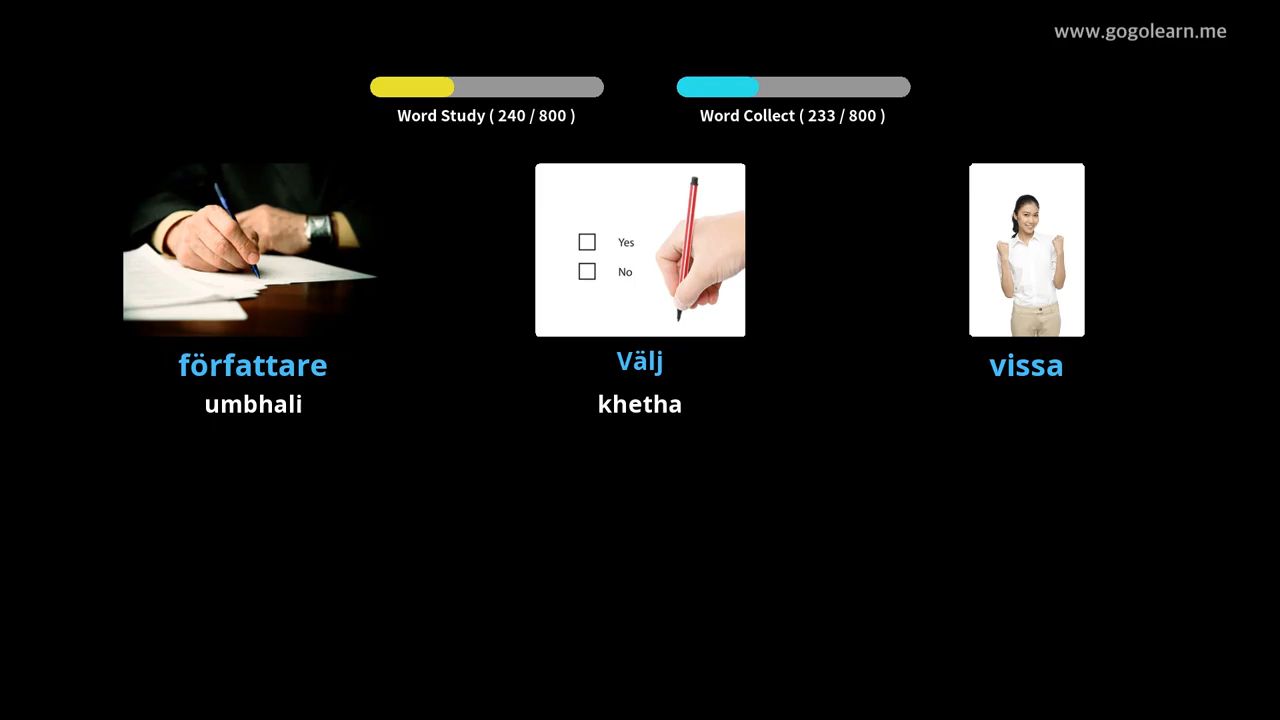 www.gogolearn.me
Word Study ( 240 / 800 )
Word Collect ( 233 / 800 )
Yes
No
författare
umbhali
Välj
khetha
vissa